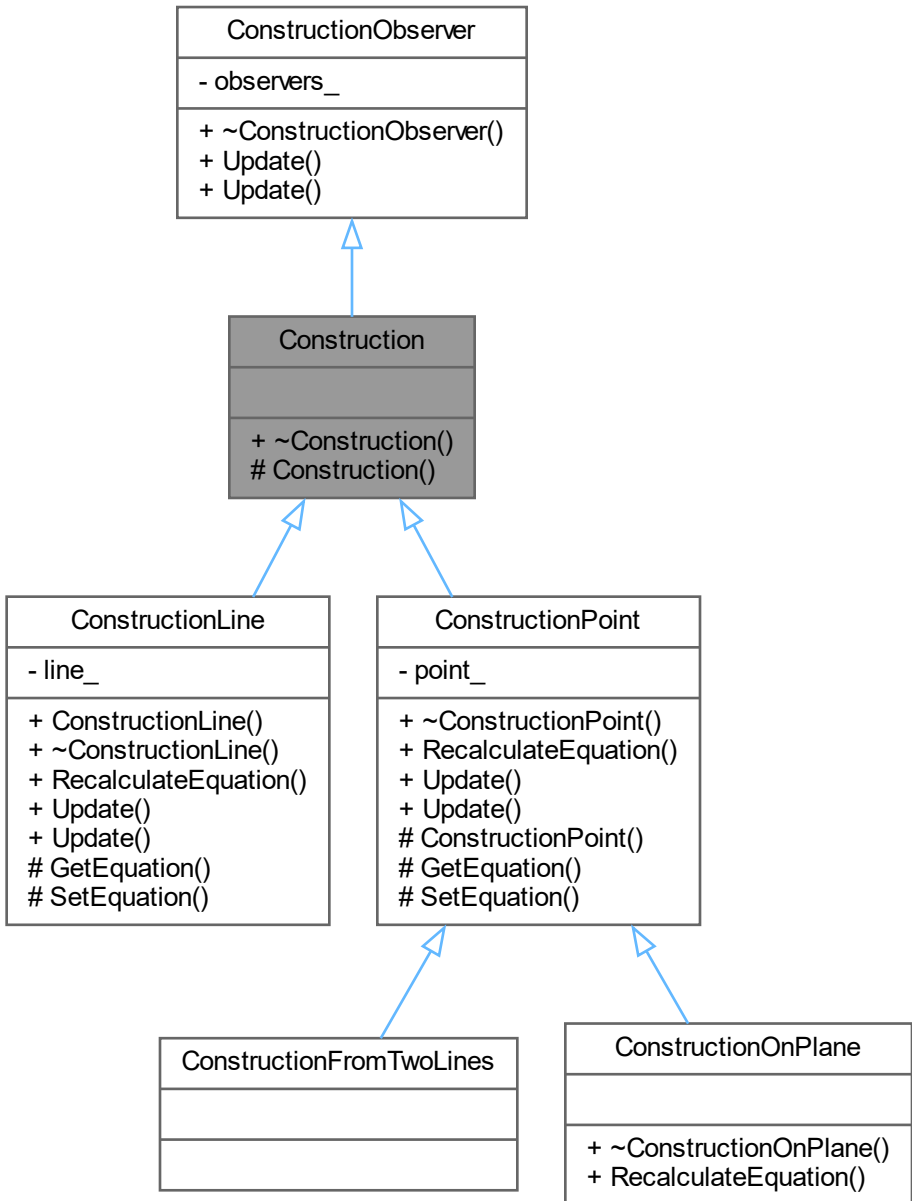 ConstructionObserver
- observers_
+ ~ConstructionObserver()
+ Update()
+ Update()
Construction
+ ~Construction()
# Construction()
ConstructionLine
- line_
+ ConstructionLine()
+ ~ConstructionLine()
+ RecalculateEquation()
+ Update()
+ Update()
# GetEquation()
# SetEquation()
ConstructionPoint
- point_
+ ~ConstructionPoint()
+ RecalculateEquation()
+ Update()
+ Update()
# ConstructionPoint()
# GetEquation()
# SetEquation()
ConstructionFromTwoLines
ConstructionOnPlane
+ ~ConstructionOnPlane()
+ RecalculateEquation()